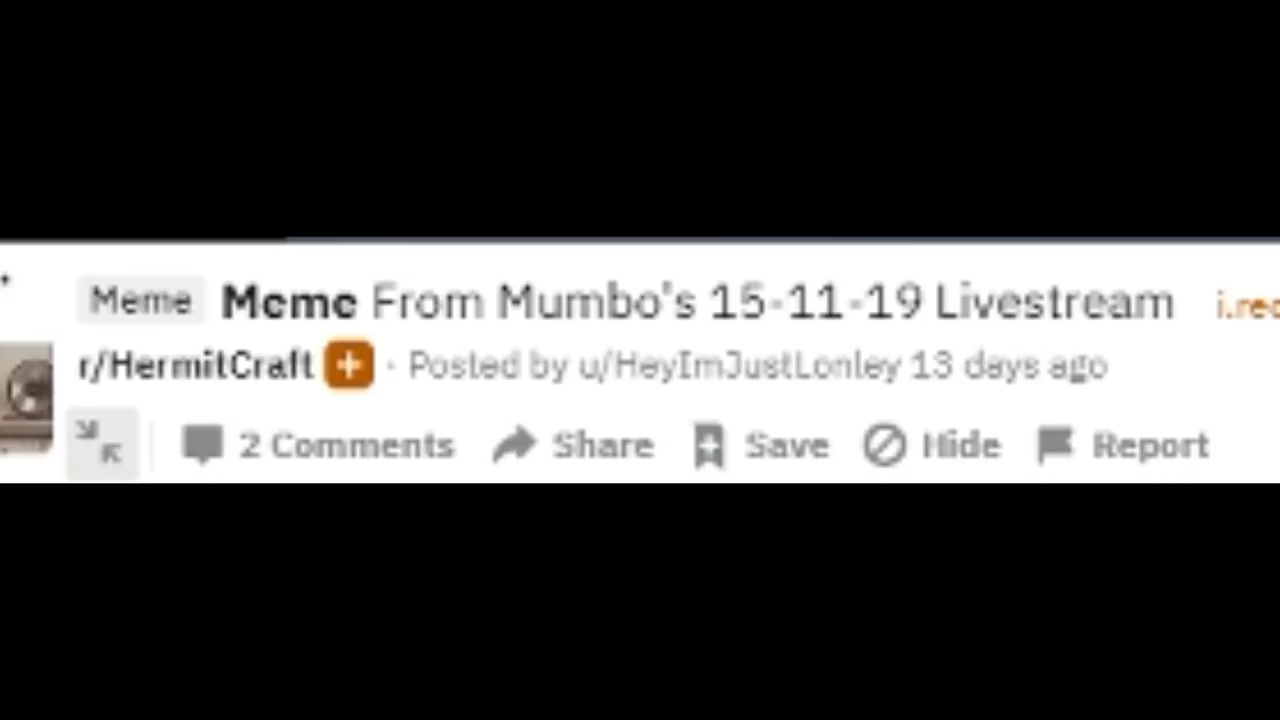 Meme Meme From Mumbo's 15-11-19 Livestream i.red
r/HermitCraft + · Posted by u/HeyImJustLonley 13 days ago
2 Comments Share Save Hide Report